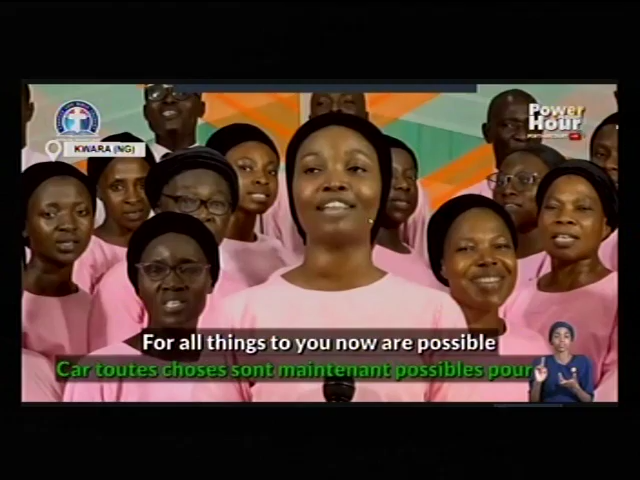 Power
Hour
KWARA (NG)
For all things to you now are possible
Car toutes choses sont maintenant possibles pour